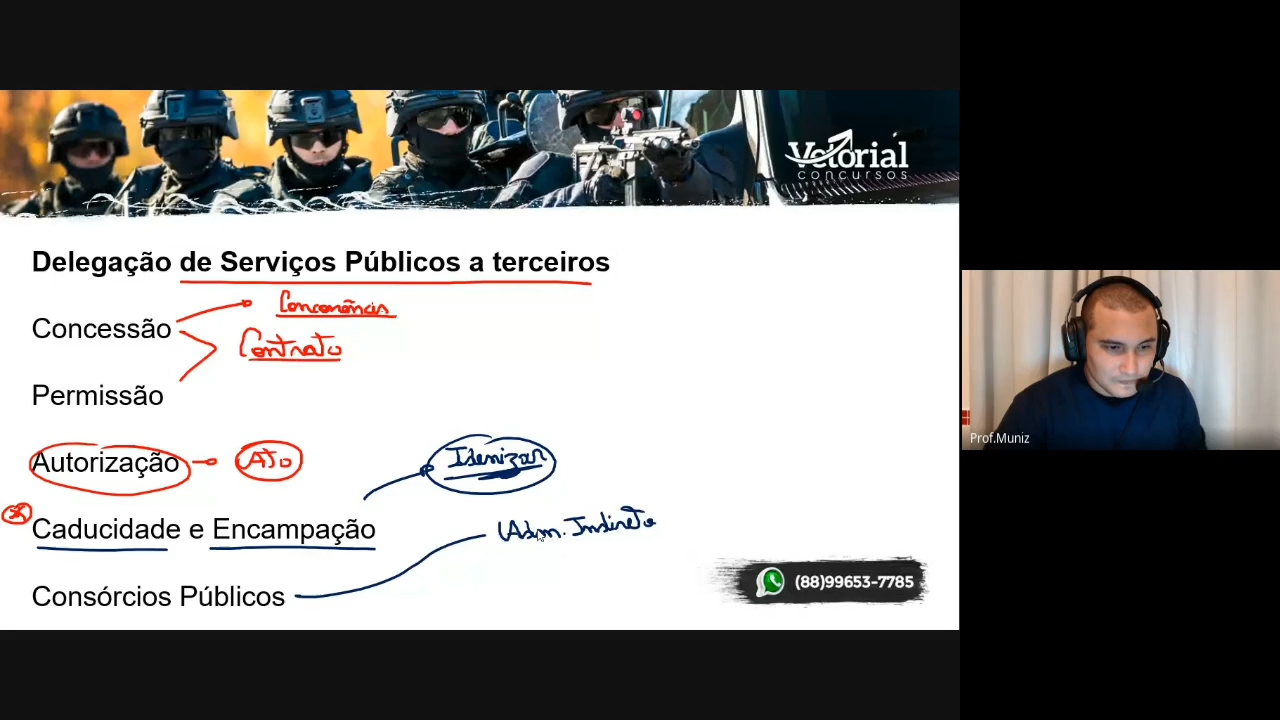 Vetorial
concursos
Delegação de Serviços Públicos a terceiros
Concessão
Concorrência
Contrato
Permissão
Autorização
Ato
Idenizar
Caducidade e Encampação
Adm. Indireta
Consórcios Públicos
(88)99653-7785
Prof.Muniz